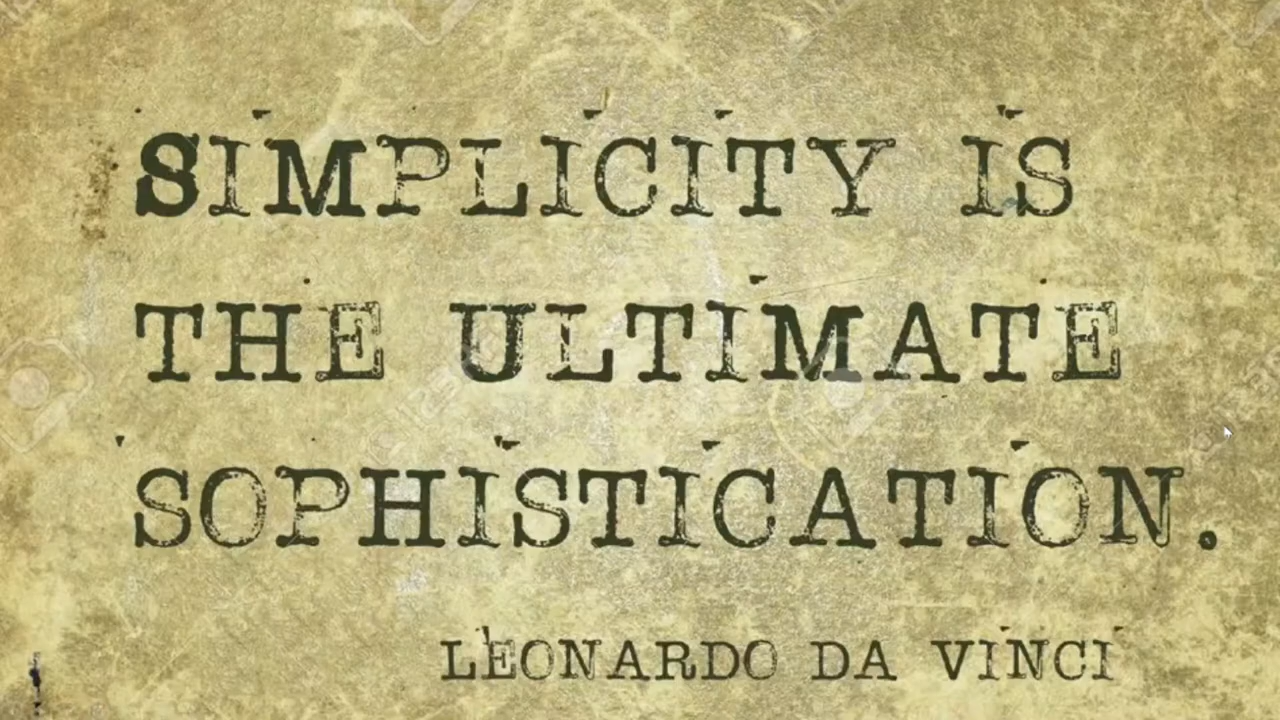 SIMPLICITY IS
THE ULTIMATE
SOPHISTICATION.
LEONARDO DA VINCI